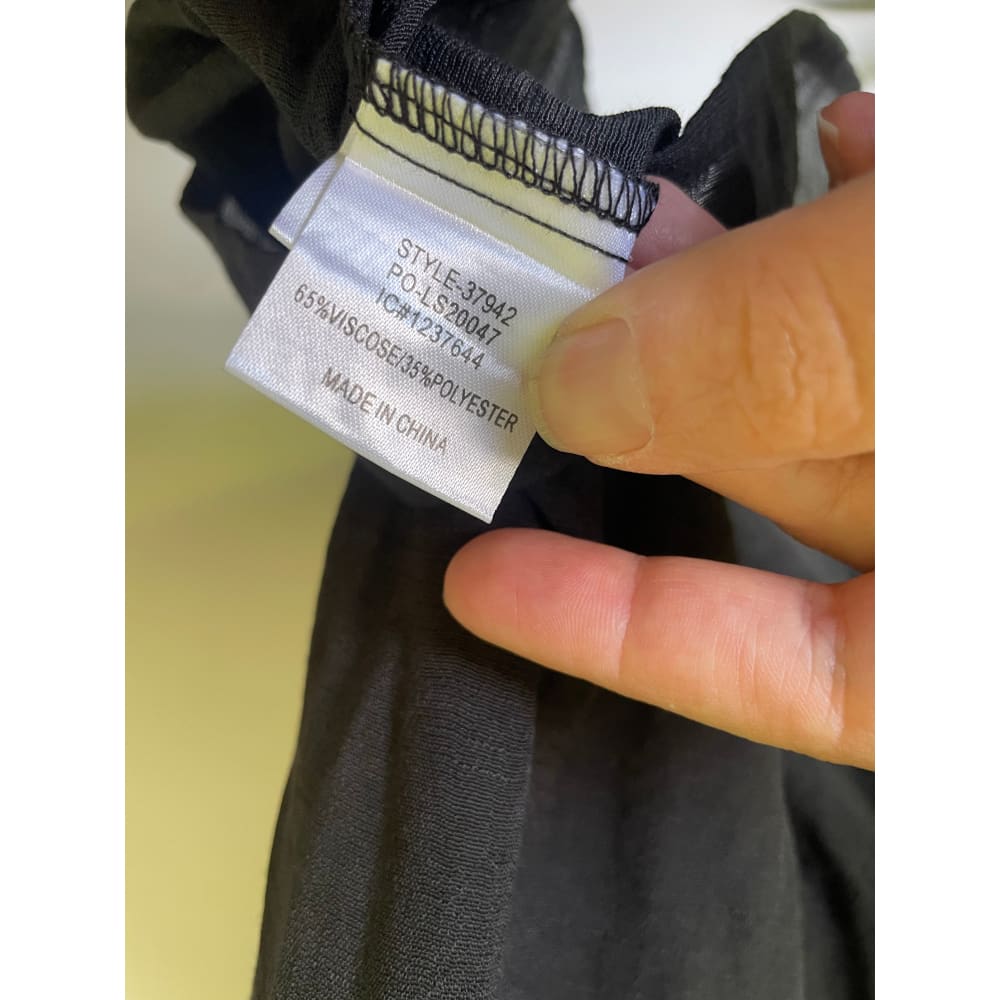 STYLE-37942
PO-LS20047
IC#1237644
65%VISCOSE/35%POLYESTER
MADE IN CHINA